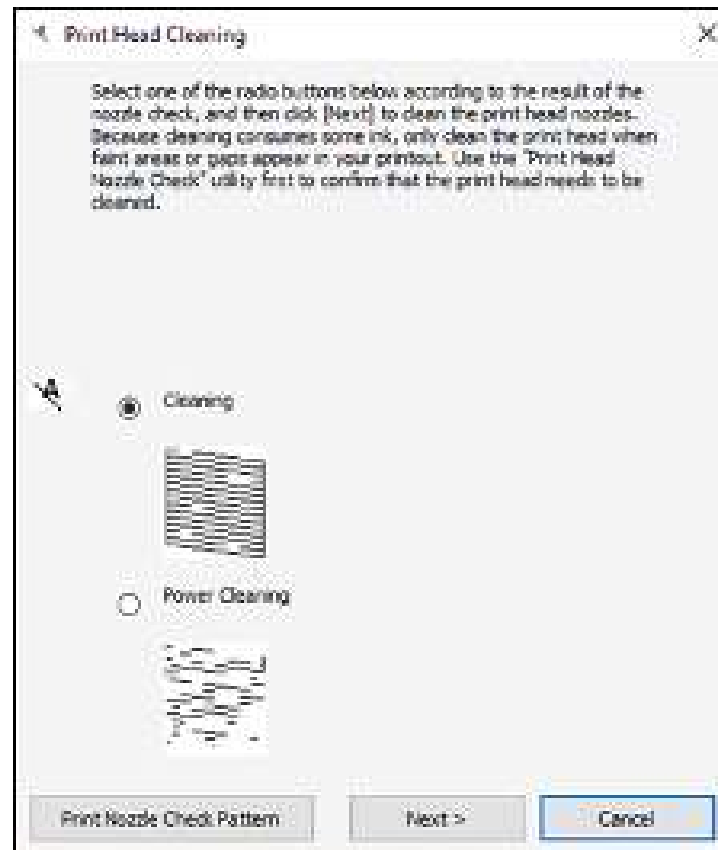 Print Head Cleaning
Select one of the radio buttons below according to the result of the
nozzle check, and then click [Next] to clean the print head nozzles.
Because cleaning consumes some ink, only clean the print head when
faint areas or gaps appear in your printout. Use the "Print Head
Nozzle Check" utility first to confirm that the print head needs to be
cleaned.
Cleaning
Power Cleaning
Print Nozzle Check Pattern
Next >
Cancel